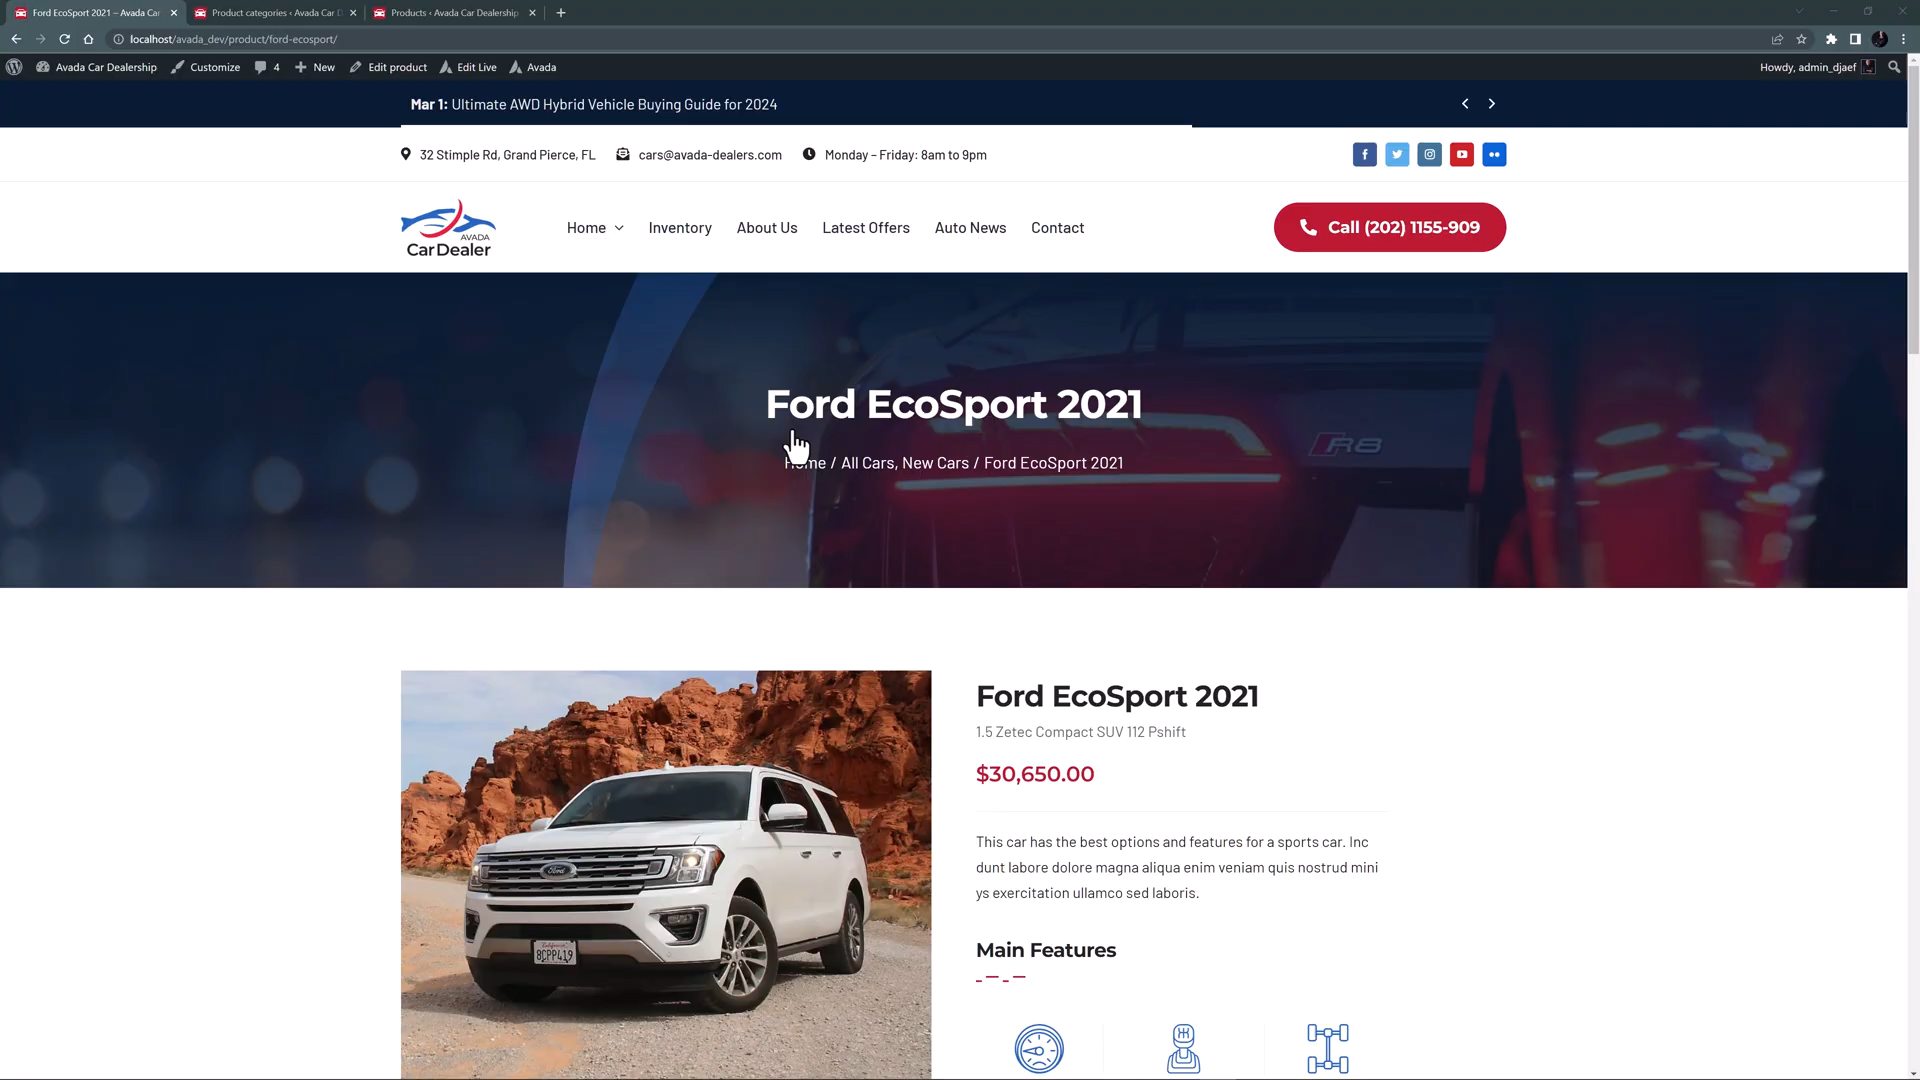 Ford EcoSport 2021 – Avada Car
Product categories ‹ Avada Car D
Products ‹ Avada Car Dealership
localhost/avada_dev/product/ford-ecosport/
Avada Car Dealership
Customize
4
New
Edit product
Edit Live
Avada
Howdy, admin_djaef
Mar 1: Ultimate AWD Hybrid Vehicle Buying Guide for 2024
32 Stimple Rd, Grand Pierce, FL
cars@avada-dealers.com
Monday – Friday: 8am to 9pm
AVADA
Car Dealer
Home
Inventory
About Us
Latest Offers
Auto News
Contact
Call (202) 1155-909
Ford EcoSport 2021
R8
Home / All Cars, New Cars / Ford EcoSport 2021
Ford EcoSport 2021
1.5 Zetec Compact SUV 112 Pshift
$30,650.00
This car has the best options and features for a sports car. Inc
dunt labore dolore magna aliqua enim veniam quis nostrud mini
ys exercitation ullamco sed laboris.
Main Features
Ford
California
8CPP419